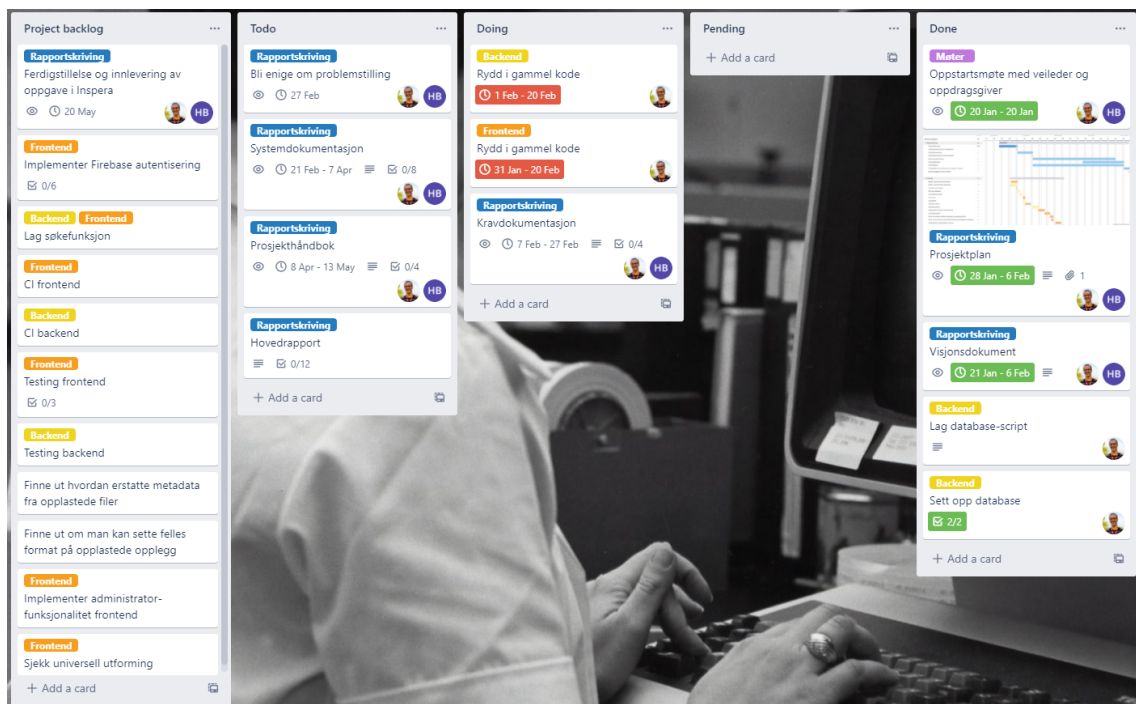 Project backlog
Rapportskriving
Ferdigstillelse og innlevering av
oppgave i Inspera
20 May
HB
Frontend
Implementer Firebase autentisering
0/6
Backend Frontend
Lag søkefunksjon
Frontend
CI frontend
Backend
CI backend
Frontend
Testing frontend
0/3
Backend
Testing backend
Finne ut hvordan erstatte metadata
fra opplastede filer
Finne ut om man kan sette felles
format på opplastede opplegg
Frontend
Implementer administrator-
funksjonalitet frontend
Frontend
Sjekk universell utforming
+ Add a card
Todo
Rapportskriving
Bli enige om problemstilling
27 Feb
HB
Rapportskriving
Systemdokumentasjon
21 Feb - 7 Apr 0/8
HB
Rapportskriving
Prosjekthåndbok
8 Apr - 13 May 0/4
HB
Rapportskriving
Hovedrapport
0/12
+ Add a card
Doing
Backend
Rydd i gammel kode
1 Feb - 20 Feb
Frontend
Rydd i gammel kode
31 Jan - 20 Feb
Rapportskriving
Kravdokumentasjon
7 Feb - 27 Feb 0/4
HB
+ Add a card
Pending
+ Add a card
Done
Møter
Oppstartsmøte med veileder og
oppdragsgiver
20 Jan - 20 Jan
HB
Rapportskriving
Prosjektplan
28 Jan - 6 Feb 1
HB
Rapportskriving
Visjonsdokument
21 Jan - 6 Feb
HB
Backend
Lag database-script
Backend
Sett opp database
2/2
+ Add a card